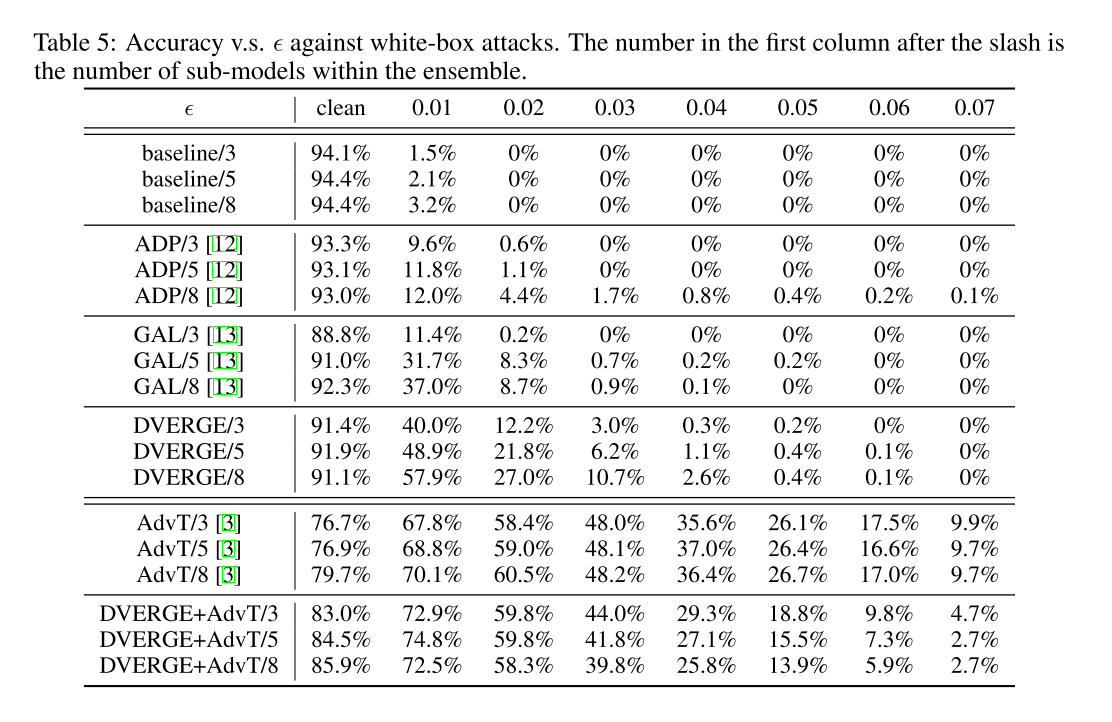 Table 5: Accuracy v.s. ϵ against white-box attacks. The number in the first column after the slash is
the number of sub-models within the ensemble.
ϵ clean 0.01 0.02 0.03 0.04 0.05 0.06 0.07
baseline/3 94.1% 1.5% 0% 0% 0% 0% 0% 0%
baseline/5 94.4% 2.1% 0% 0% 0% 0% 0% 0%
baseline/8 94.4% 3.2% 0% 0% 0% 0% 0% 0%
ADP/3 [12] 93.3% 9.6% 0.6% 0% 0% 0% 0% 0%
ADP/5 [12] 93.1% 11.8% 1.1% 0% 0% 0% 0% 0%
ADP/8 [12] 93.0% 12.0% 4.4% 1.7% 0.8% 0.4% 0.2% 0.1%
GAL/3 [13] 88.8% 11.4% 0.2% 0% 0% 0% 0% 0%
GAL/5 [13] 91.0% 31.7% 8.3% 0.7% 0.2% 0.2% 0% 0%
GAL/8 [13] 92.3% 37.0% 8.7% 0.9% 0.1% 0% 0% 0%
DVERGE/3 91.4% 40.0% 12.2% 3.0% 0.3% 0.2% 0% 0%
DVERGE/5 91.9% 48.9% 21.8% 6.2% 1.1% 0.4% 0.1% 0%
DVERGE/8 91.1% 57.9% 27.0% 10.7% 2.6% 0.4% 0.1% 0%
AdvT/3 [3] 76.7% 67.8% 58.4% 48.0% 35.6% 26.1% 17.5% 9.9%
AdvT/5 [3] 76.9% 68.8% 59.0% 48.1% 37.0% 26.4% 16.6% 9.7%
AdvT/8 [3] 79.7% 70.1% 60.5% 48.2% 36.4% 26.7% 17.0% 9.7%
DVERGE+AdvT/3 83.0% 72.9% 59.8% 44.0% 29.3% 18.8% 9.8% 4.7%
DVERGE+AdvT/5 84.5% 74.8% 59.8% 41.8% 27.1% 15.5% 7.3% 2.7%
DVERGE+AdvT/8 85.9% 72.5% 58.3% 39.8% 25.8% 13.9% 5.9% 2.7%